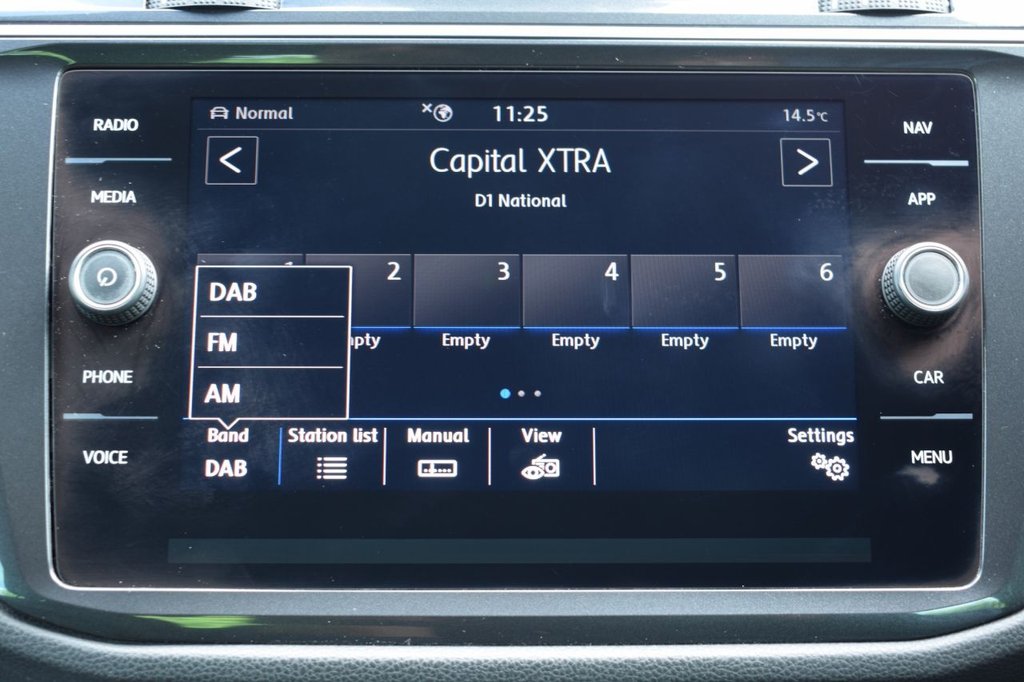 RADIO
MEDIA
PHONE
VOICE
Normal
11:25
14.5°C
<
Capital XTRA
>
D1 National
2 3 4 5 6
Empty Empty Empty Empty
DAB
FM
AM
Band Station list Manual View Settings
DAB
NAV
APP
CAR
MENU